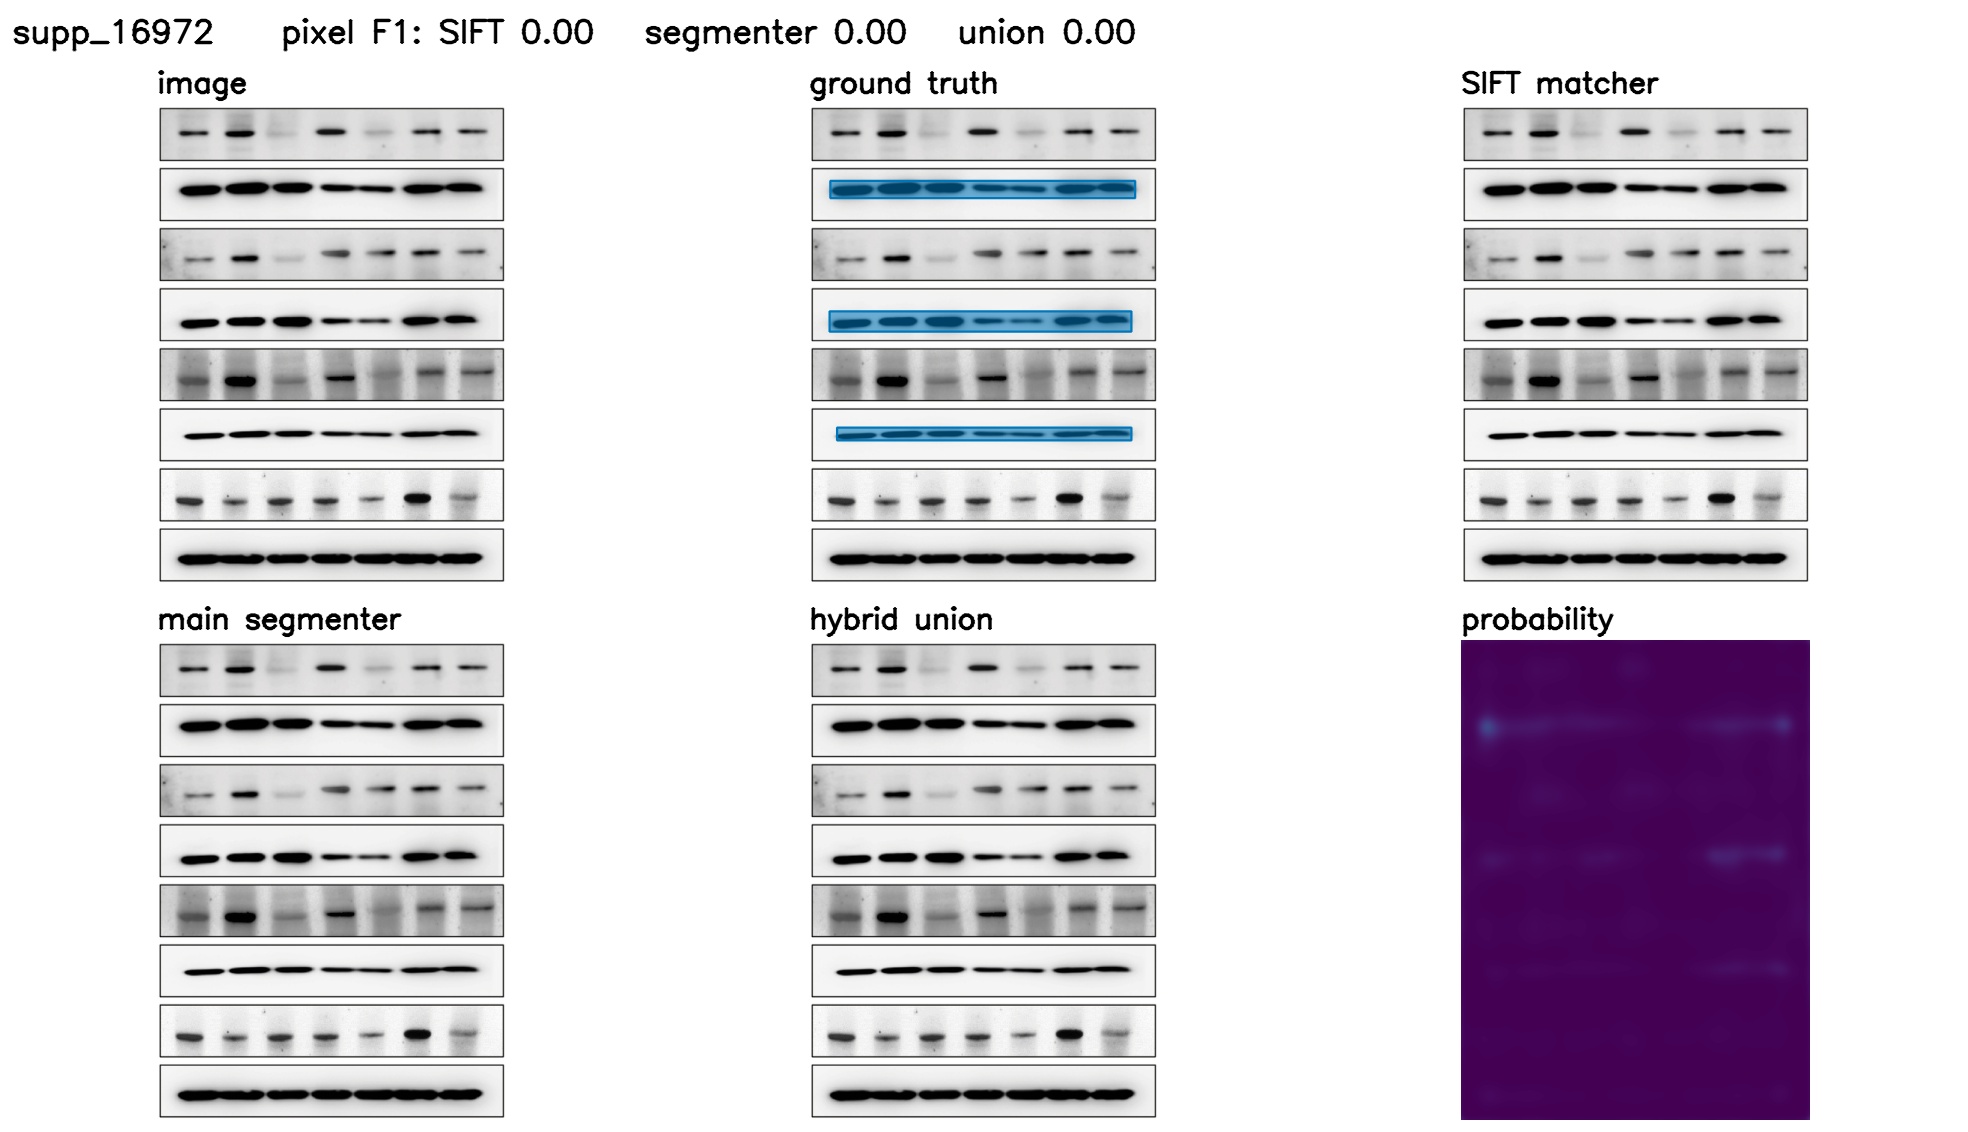 supp_16972 pixel F1: SIFT 0.00 segmenter 0.00 union 0.00
image ground truth SIFT matcher
main segmenter hybrid union probability